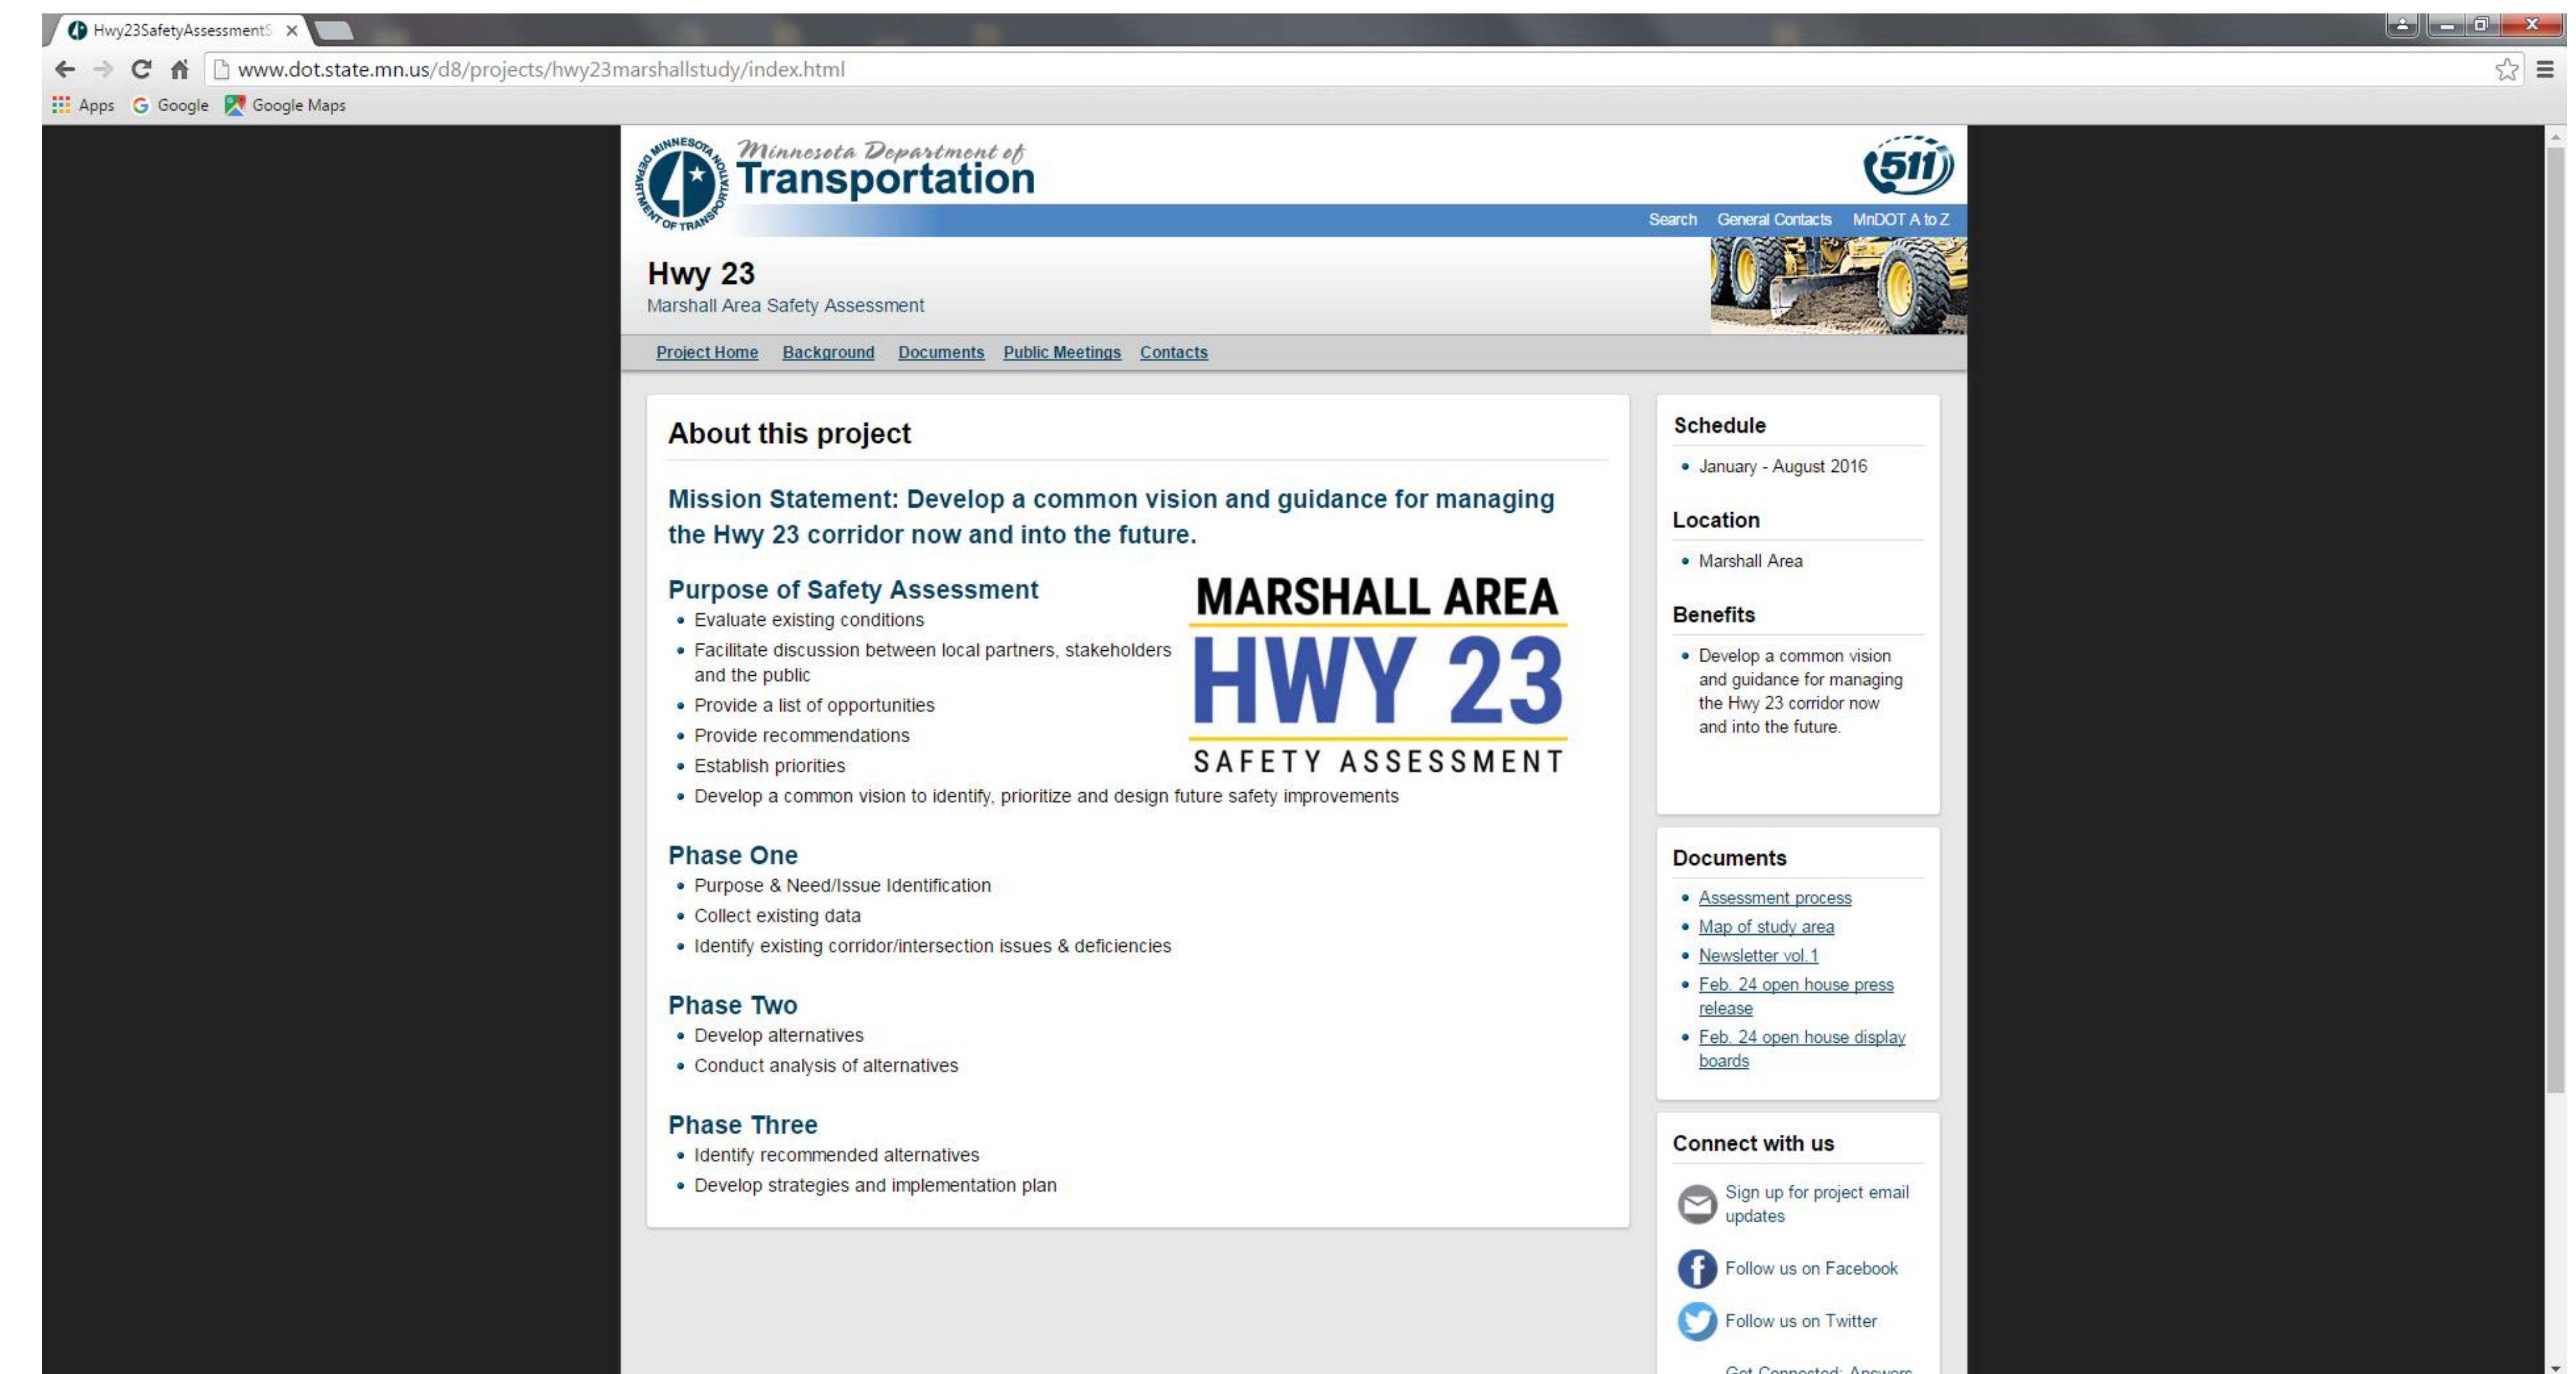 Hwy23SafetyAssessmentS
www.dot.state.mn.us/d8/projects/hwy23marshallstudy/index.html
Apps Google Google Maps
MINNESOTA DEPARTMENT OF TRANSPORTATION
Minnesota Department of
Transportation
511
Search General Contacts MnDOT A to Z
Hwy 23
Marshall Area Safety Assessment
Project Home Background Documents Public Meetings Contacts
About this project
Mission Statement: Develop a common vision and guidance for managing
the Hwy 23 corridor now and into the future.
Purpose of Safety Assessment
• Evaluate existing conditions
• Facilitate discussion between local partners, stakeholders
and the public
• Provide a list of opportunities
• Provide recommendations
• Establish priorities
• Develop a common vision to identify, prioritize and design future safety improvements
MARSHALL AREA
HWY 23
SAFETY ASSESSMENT
Phase One
• Purpose & Need/Issue Identification
• Collect existing data
• Identify existing corridor/intersection issues & deficiencies
Phase Two
• Develop alternatives
• Conduct analysis of alternatives
Phase Three
• Identify recommended alternatives
• Develop strategies and implementation plan
Schedule
• January - August 2016
Location
• Marshall Area
Benefits
• Develop a common vision
and guidance for managing
the Hwy 23 corridor now
and into the future.
Documents
• Assessment process
• Map of study area
• Newsletter vol.1
• Feb. 24 open house press
release
• Feb. 24 open house display
boards
Connect with us
Sign up for project email
updates
Follow us on Facebook
Follow us on Twitter
Get Connected: Answers